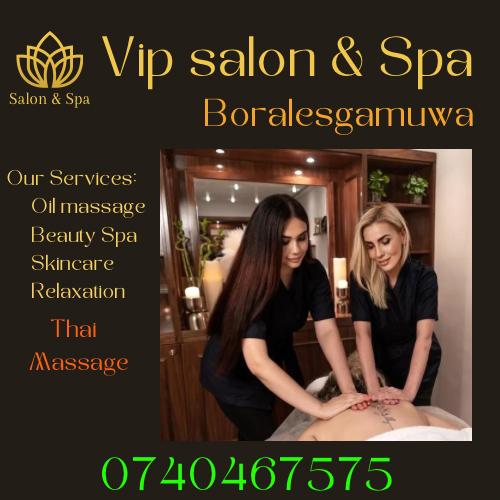 Vip salon & Spa
Salon & Spa
Boralesgamuwa
Our Services:
Oil massage
Beauty Spa
Skincare
Relaxation
Thai
Massage
0740467575